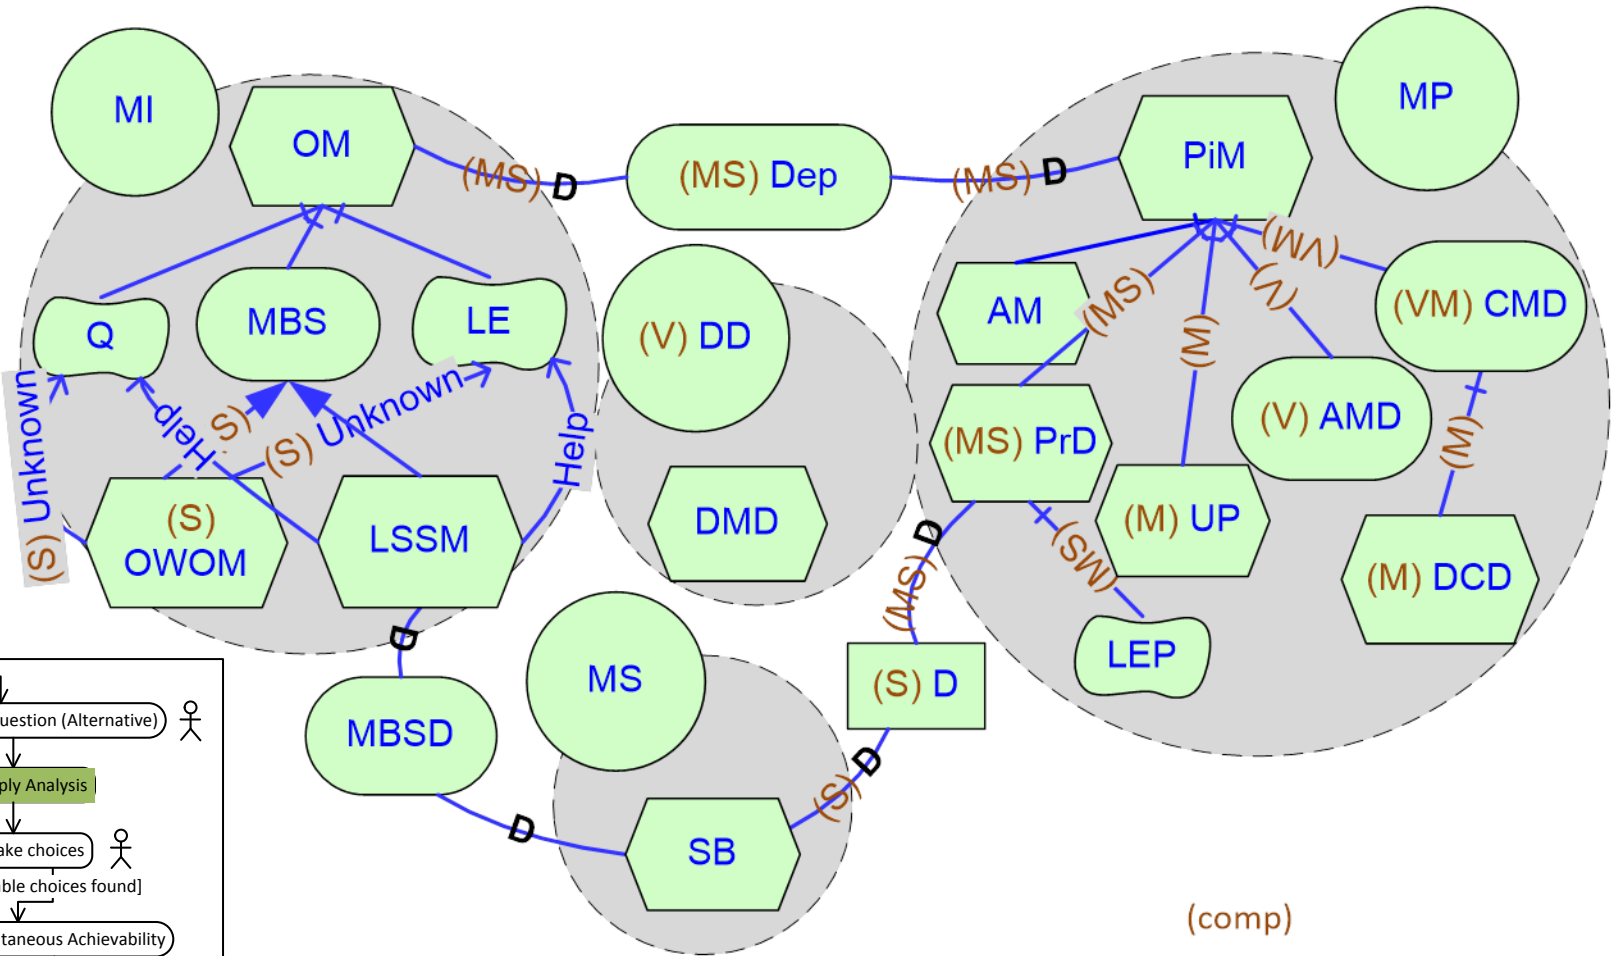 MI
OM
(MS)
D
(MS) Dep
(MS)
D
PiM
MP
Q
MBS
LE
(V) DD
AM
(MS)
(M)
(V)
(VM)
(VM) CMD
(S) Unknown
Help
(S)
(S) Unknown
Help
(MS) PrD
(V) AMD
(M)
(S)
OWOM
LSSM
DMD
(M) UP
(M) DCD
D
(MS)
D
(MS)
MBSD
MS
(S) D
LEP
D
SB
(S)
D
(comp)
uestion (Alternative)
ply Analysis
ake choices
ble choices found]
taneous Achievability